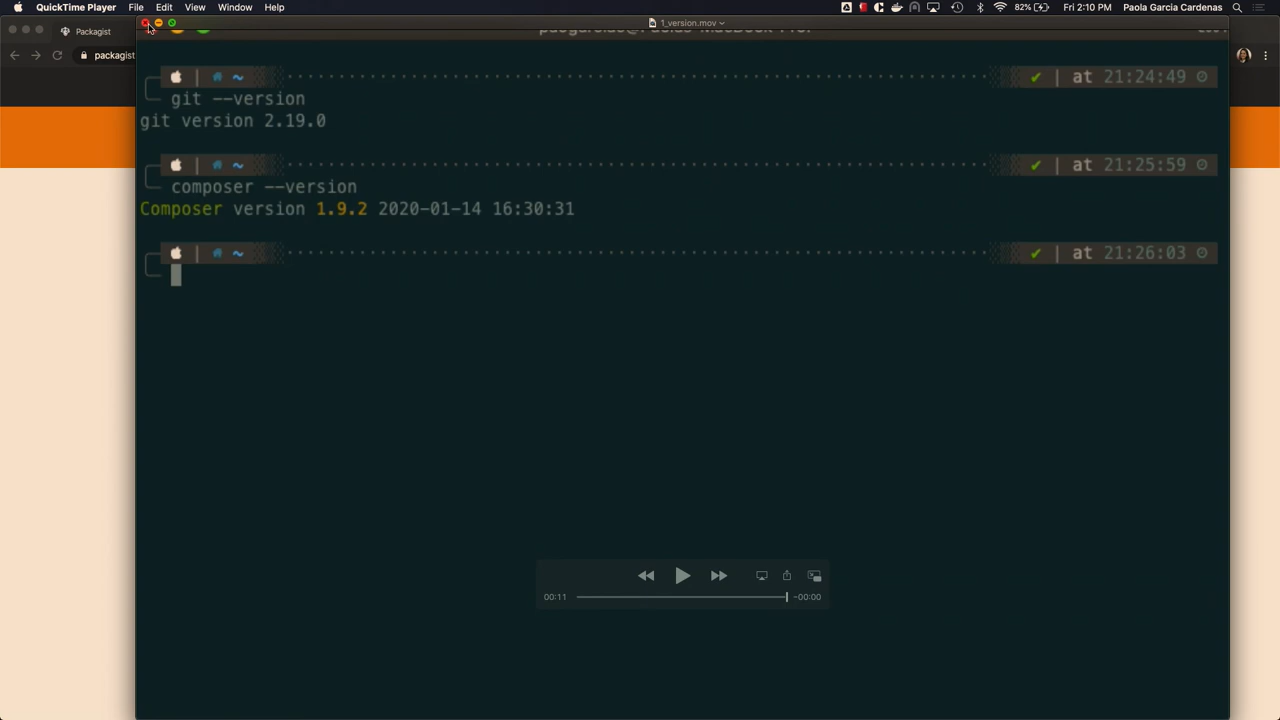 QuickTime Player File Edit View Window Help 82% Fri 2:10 PM Paola Garcia Cardenas
1_version.mov
Packagist
packagist
| ~ ✔ | at 21:24:49
git --version
git version 2.19.0
| ~ ✔ | at 21:25:59
composer --version
Composer version 1.9.2 2020-01-14 16:30:31
| ~ ✔ | at 21:26:03
00:11 -00:00